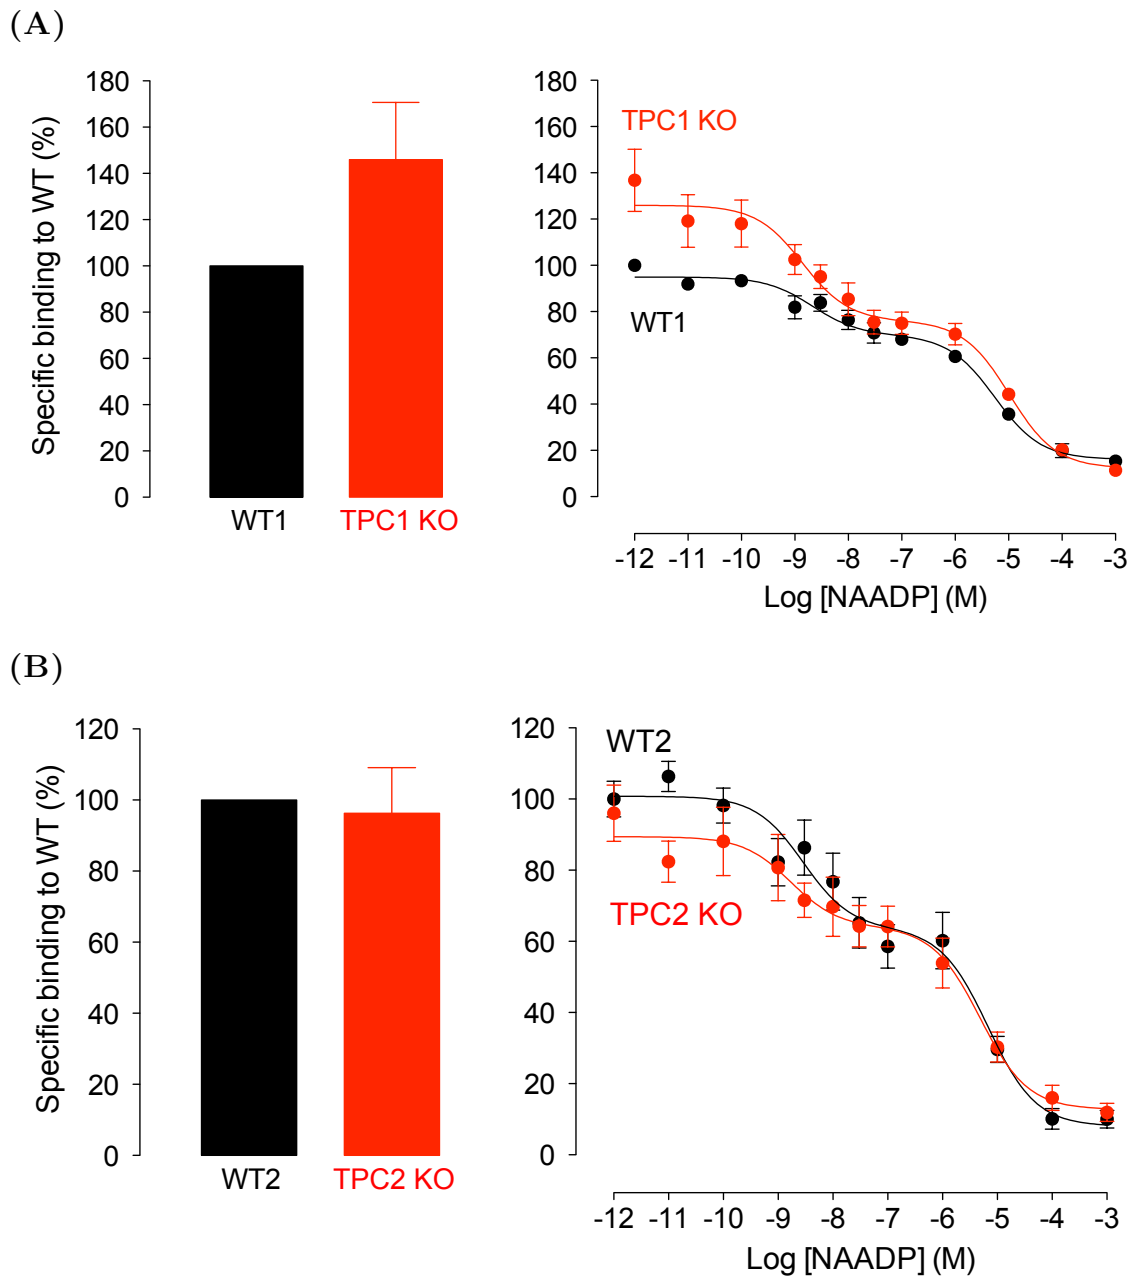 (A)
Specific binding to WT (%)
180
160
140
120
100
80
60
40
20
0
WT1
TPC1 KO
180
160
140
120
100
80
60
40
20
0
TPC1 KO
WT1
-12 -11 -10 -9 -8 -7 -6 -5 -4 -3
Log [NAADP] (M)
(B)
Specific binding to WT (%)
120
100
80
60
40
20
0
WT2
TPC2 KO
120
100
80
60
40
20
0
WT2
TPC2 KO
-12 -11 -10 -9 -8 -7 -6 -5 -4 -3
Log [NAADP] (M)